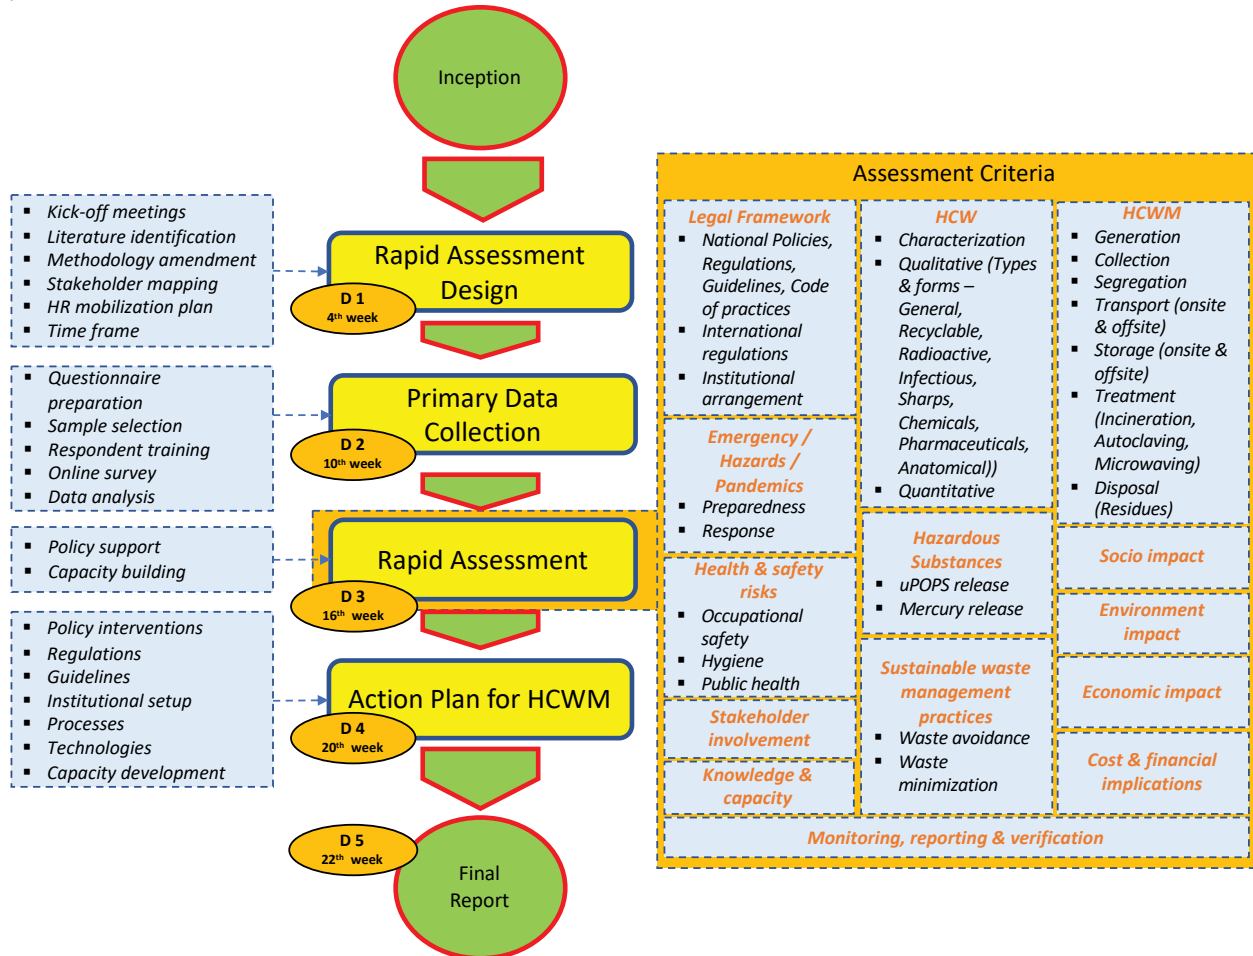 Inception
▪ Kick-off meetings
▪ Literature identification
▪ Methodology amendment
▪ Stakeholder mapping
▪ HR mobilization plan
▪ Time frame
Rapid Assessment
Design
D 1
4th week
▪ Questionnaire
preparation
▪ Sample selection
▪ Respondent training
▪ Online survey
▪ Data analysis
Primary Data
Collection
D 2
10th week
▪ Policy support
▪ Capacity building
Rapid Assessment
D 3
16th week
▪ Policy interventions
▪ Regulations
▪ Guidelines
▪ Institutional setup
▪ Processes
▪ Technologies
▪ Capacity development
Action Plan for HCWM
D 4
20th week
D 5
22th week
Final
Report
Assessment Criteria
Legal Framework
▪ National Policies,
Regulations,
Guidelines, Code
of practices
▪ International
regulations
▪ Institutional
arrangement
Emergency /
Hazards /
Pandemics
▪ Preparedness
▪ Response
Health & safety
risks
▪ Occupational
safety
▪ Hygiene
▪ Public health
Stakeholder
involvement
Knowledge &
capacity
HCW
▪ Characterization
▪ Qualitative (Types
& forms –
General,
Recyclable,
Radioactive,
Infectious,
Sharps,
Chemicals,
Pharmaceuticals,
Anatomical))
▪ Quantitative
Hazardous
Substances
▪ uPOPS release
▪ Mercury release
Sustainable waste
management
practices
▪ Waste avoidance
▪ Waste
minimization
HCWM
▪ Generation
▪ Collection
▪ Segregation
▪ Transport (onsite
& offsite)
▪ Storage (onsite &
offsite)
▪ Treatment
(Incineration,
Autoclaving,
Microwaving)
▪ Disposal
(Residues)
Socio impact
Environment
impact
Economic impact
Cost & financial
implications
Monitoring, reporting & verification